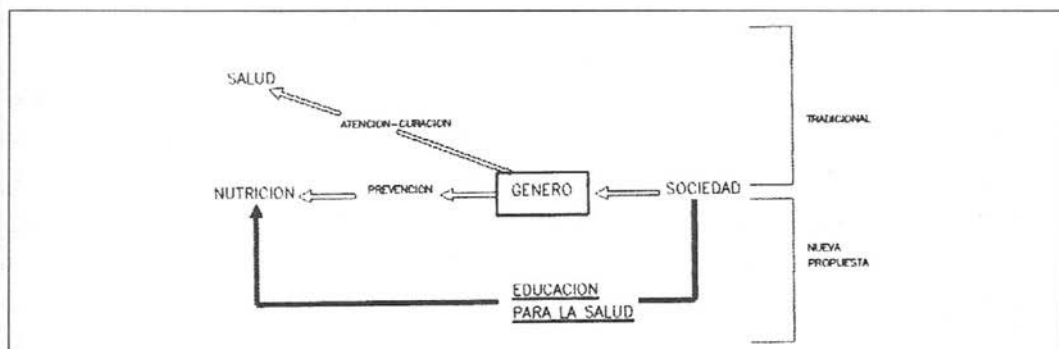 SALUD
ATENCION-CURACION
TRADICIONAL
NUTRICION
PREVENCION
GENERO
SOCIEDAD
NUEVA
PROPUESTA
EDUCACION
PARA LA SALUD